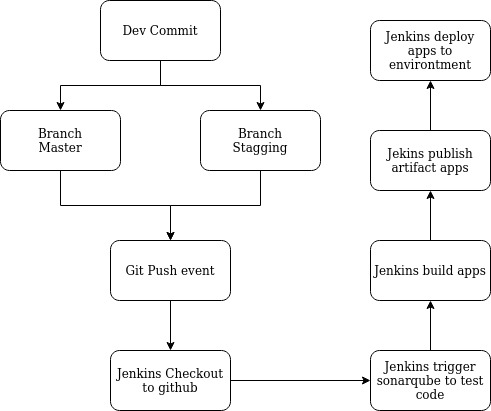 Dev Commit
Branch
Master
Branch
Stagging
Git Push event
Jenkins Checkout
to github
Jenkins trigger
sonarqube to test
code
Jenkins build apps
Jekins publish
artifact apps
Jenkins deploy
apps to
environtment